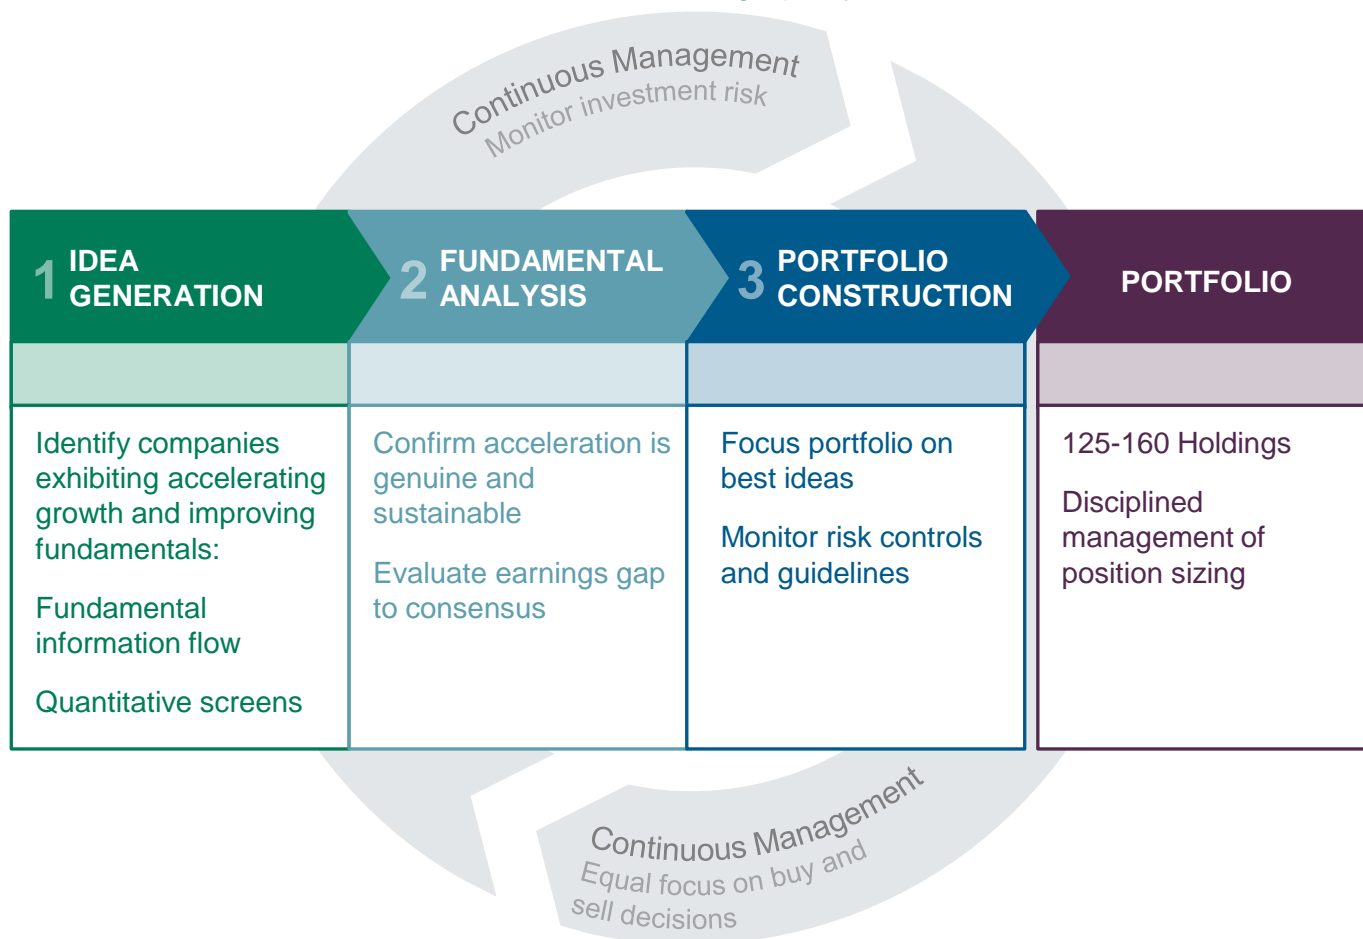 Continuous Management
Monitor investment risk
1
IDEA
GENERATION
2
FUNDAMENTAL
ANALYSIS
3
PORTFOLIO
CONSTRUCTION
PORTFOLIO
Identify companies
exhibiting accelerating
growth and improving
fundamentals:
Fundamental
information flow
Quantitative screens
Confirm acceleration is
genuine and
sustainable
Evaluate earnings gap
to consensus
Focus portfolio on
best ideas
Monitor risk controls
and guidelines
125-160 Holdings
Disciplined
management of
position sizing
Continuous Management
Equal focus on buy and
sell decisions